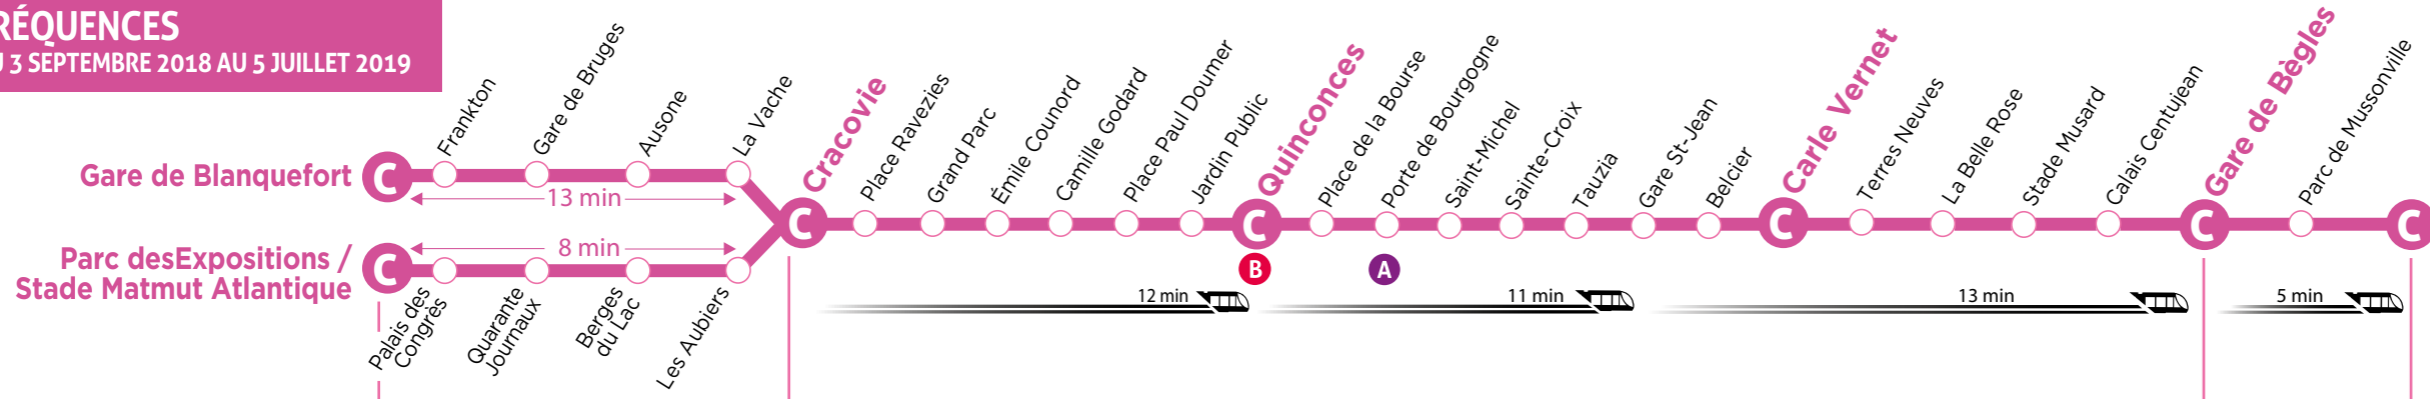 RÉQUENCES
U 3 SEPTEMBRE 2018 AU 5 JUILLET 2019
Gare de Blanquefort
C
Frankton
Gare de Bruges
Ausone
La Vache
13 min
Parc desExpositions /
Stade Matmut Atlantique
C
8 min
Palais des
Congrès
Quarante
Journaux
Berges
du Lac
Les Aubiers
C
Cracovie
Place Ravezies
Grand Parc
Émile Counord
Camille Godard
Place Paul Doumer
Jardin Public
C
Quinconces
B
Place de la Bourse
Porte de Bourgogne
A
Saint-Michel
Sainte-Croix
Tauzia
Gare St-Jean
Belcier
C
Carle Vernet
Terres Neuves
La Belle Rose
Stade Musard
Calais Centujean
C
Gare de Bègles
Parc de Mussonville
C
12 min
11 min
13 min
5 min